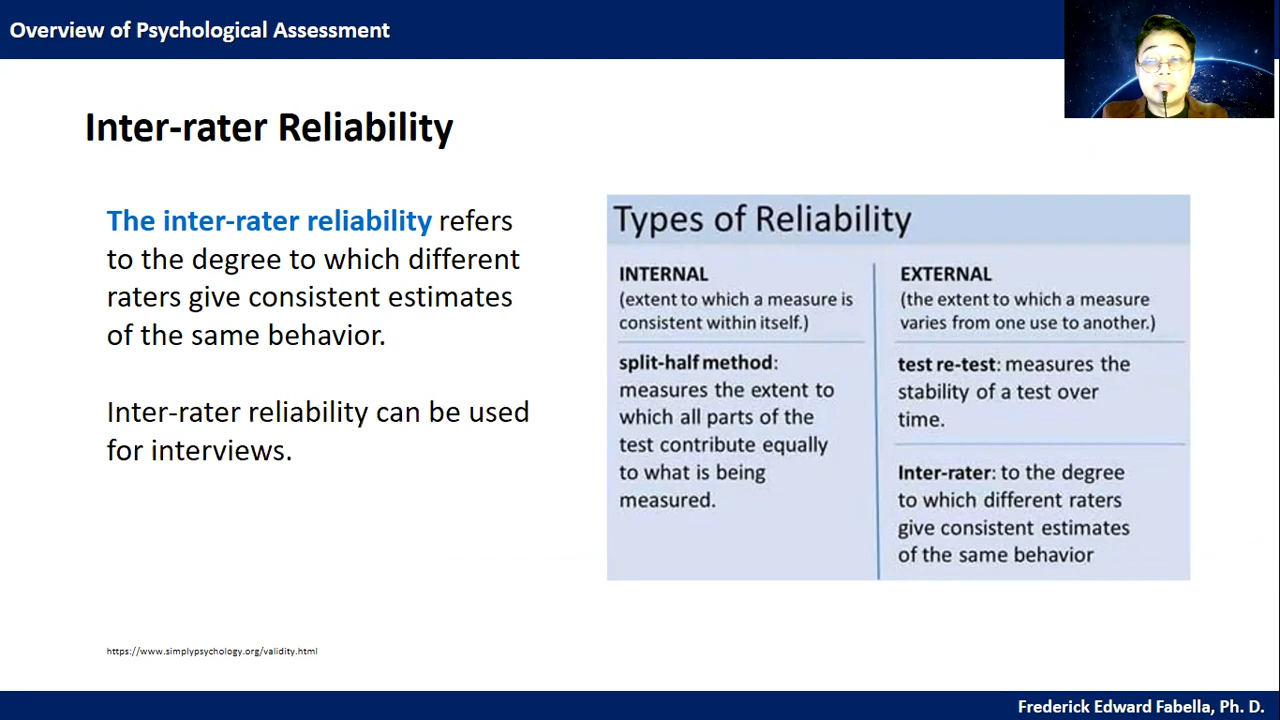 Overview of Psychological Assessment
Inter-rater Reliability
The inter-rater reliability refers
to the degree to which different
raters give consistent estimates
of the same behavior.
Inter-rater reliability can be used
for interviews.
Types of Reliability
INTERNAL
(extent to which a measure is
consistent within itself.)
split-half method:
measures the extent to
which all parts of the
test contribute equally
to what is being
measured.
EXTERNAL
(the extent to which a measure
varies from one use to another.)
test re-test: measures the
stability of a test over
time.
Inter-rater: to the degree
to which different raters
give consistent estimates
of the same behavior
https://www.simplypsychology.org/validity.html
Frederick Edward Fabella, Ph. D.